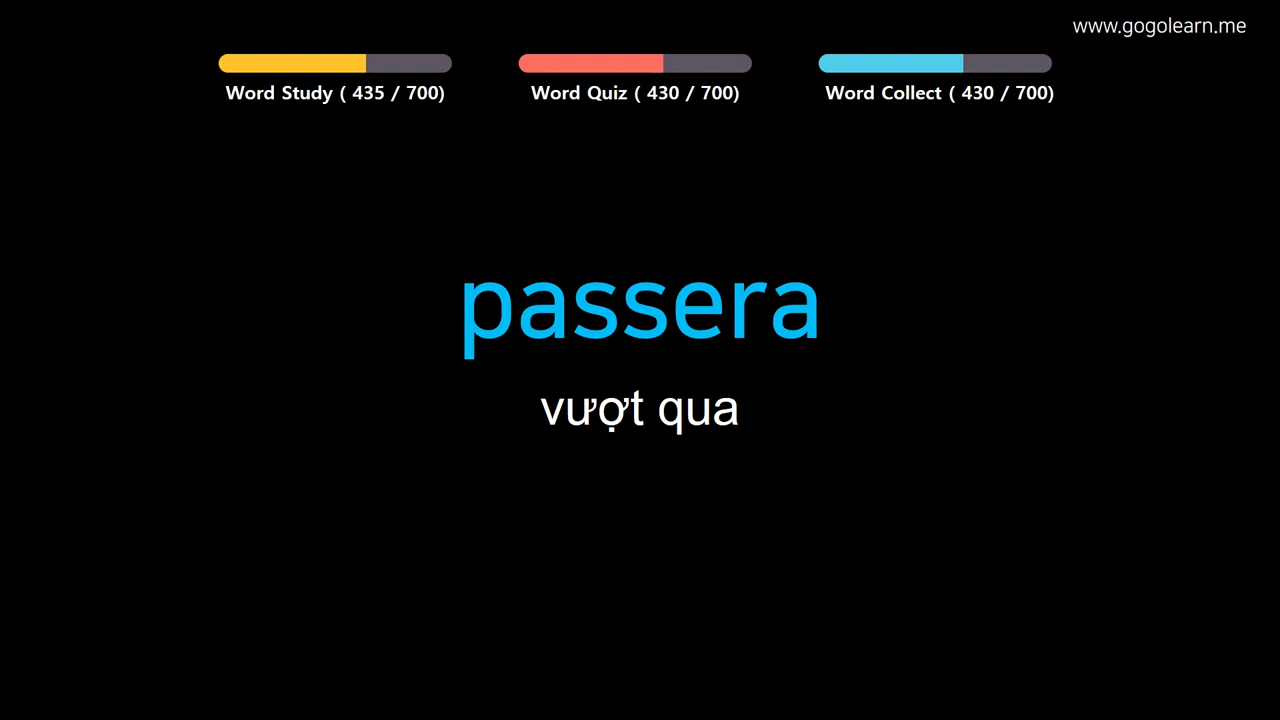 www.gogolearn.me
Word Study ( 435 / 700)
Word Quiz ( 430 / 700)
Word Collect ( 430 / 700)
passera
vượt qua